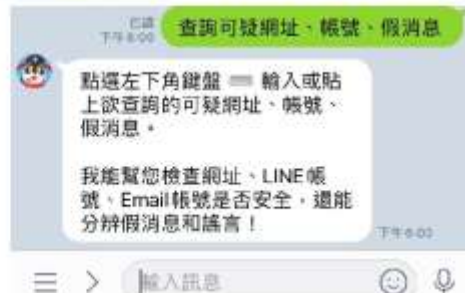 已讀
下午6:00
查詢可疑網址、帳號、假消息
點選左下角鍵盤 輸入或貼
上欲查詢的可疑網址、帳號、
假消息。
我能幫您檢查網址、LINE帳
號、Email帳號是否安全，還能
分辨假消息和謠言！
下午6:00
輸入訊息